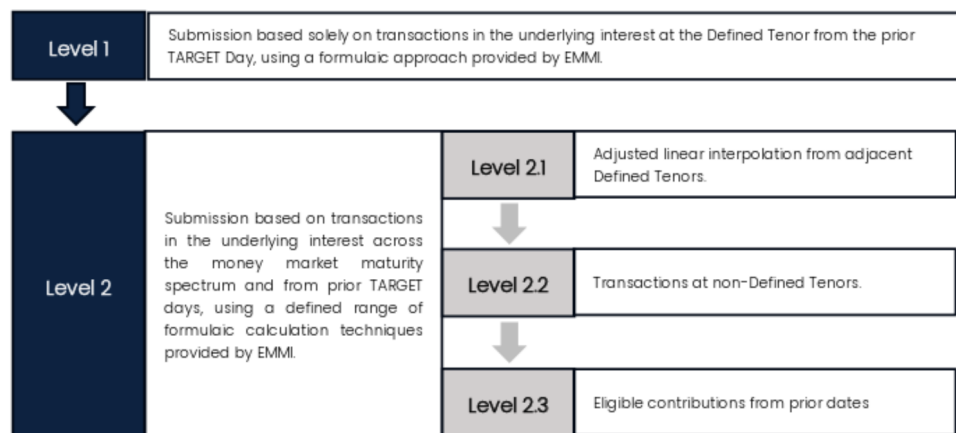 Level 1
Submission based solely on transactions in the underlying interest at the Defined Tenor from the prior
TARGET Day, using a formulaic approach provided by EMMI.
Level 2
Submission based on transactions
in the underlying interest across
the money market maturity
spectrum and from prior TARGET
days, using a defined range of
formulaic calculation techniques
provided by EMMI.
Level 2.1
Adjusted linear interpolation from adjacent
Defined Tenors.
Level 2.2
Transactions at non-Defined Tenors.
Level 2.3
Eligible contributions from prior dates